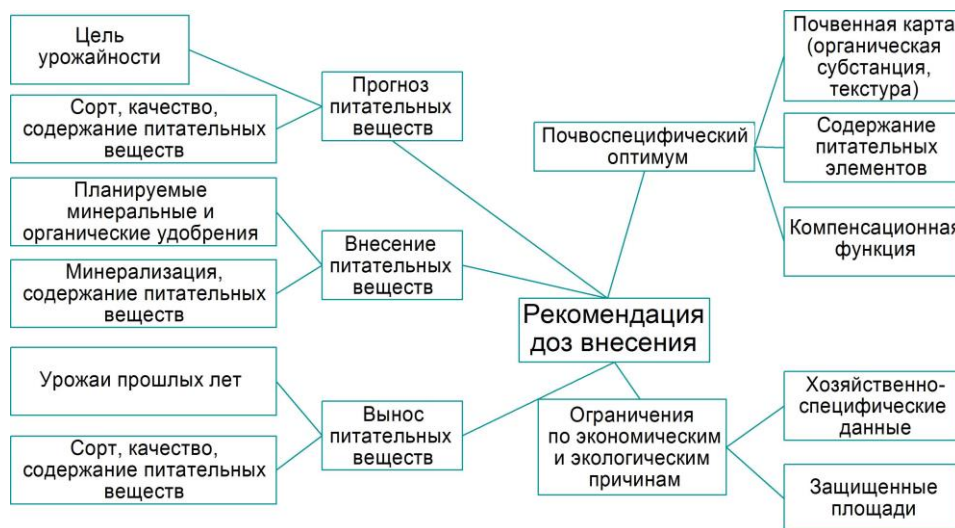 Цель
урожайности
Сорт, качество,
содержание питательных
веществ
Прогноз
питательных
веществ
Планируемые
минеральные и
органические удобрения
Минерализация,
содержание питательных
веществ
Внесение
питательных
веществ
Урожаи прошлых лет
Сорт, качество,
содержание питательных
веществ
Вынос
питательных
веществ
Рекомендация
доз внесения
Почвоспецифический
оптимум
Почвенная карта
(органическая
субстанция,
текстура)
Содержание
питательных
элементов
Компенсационная
функция
Ограничения
по экономическим
и экологическим
причинам
Хозяйственно-
специфические
данные
Защищенные
площади